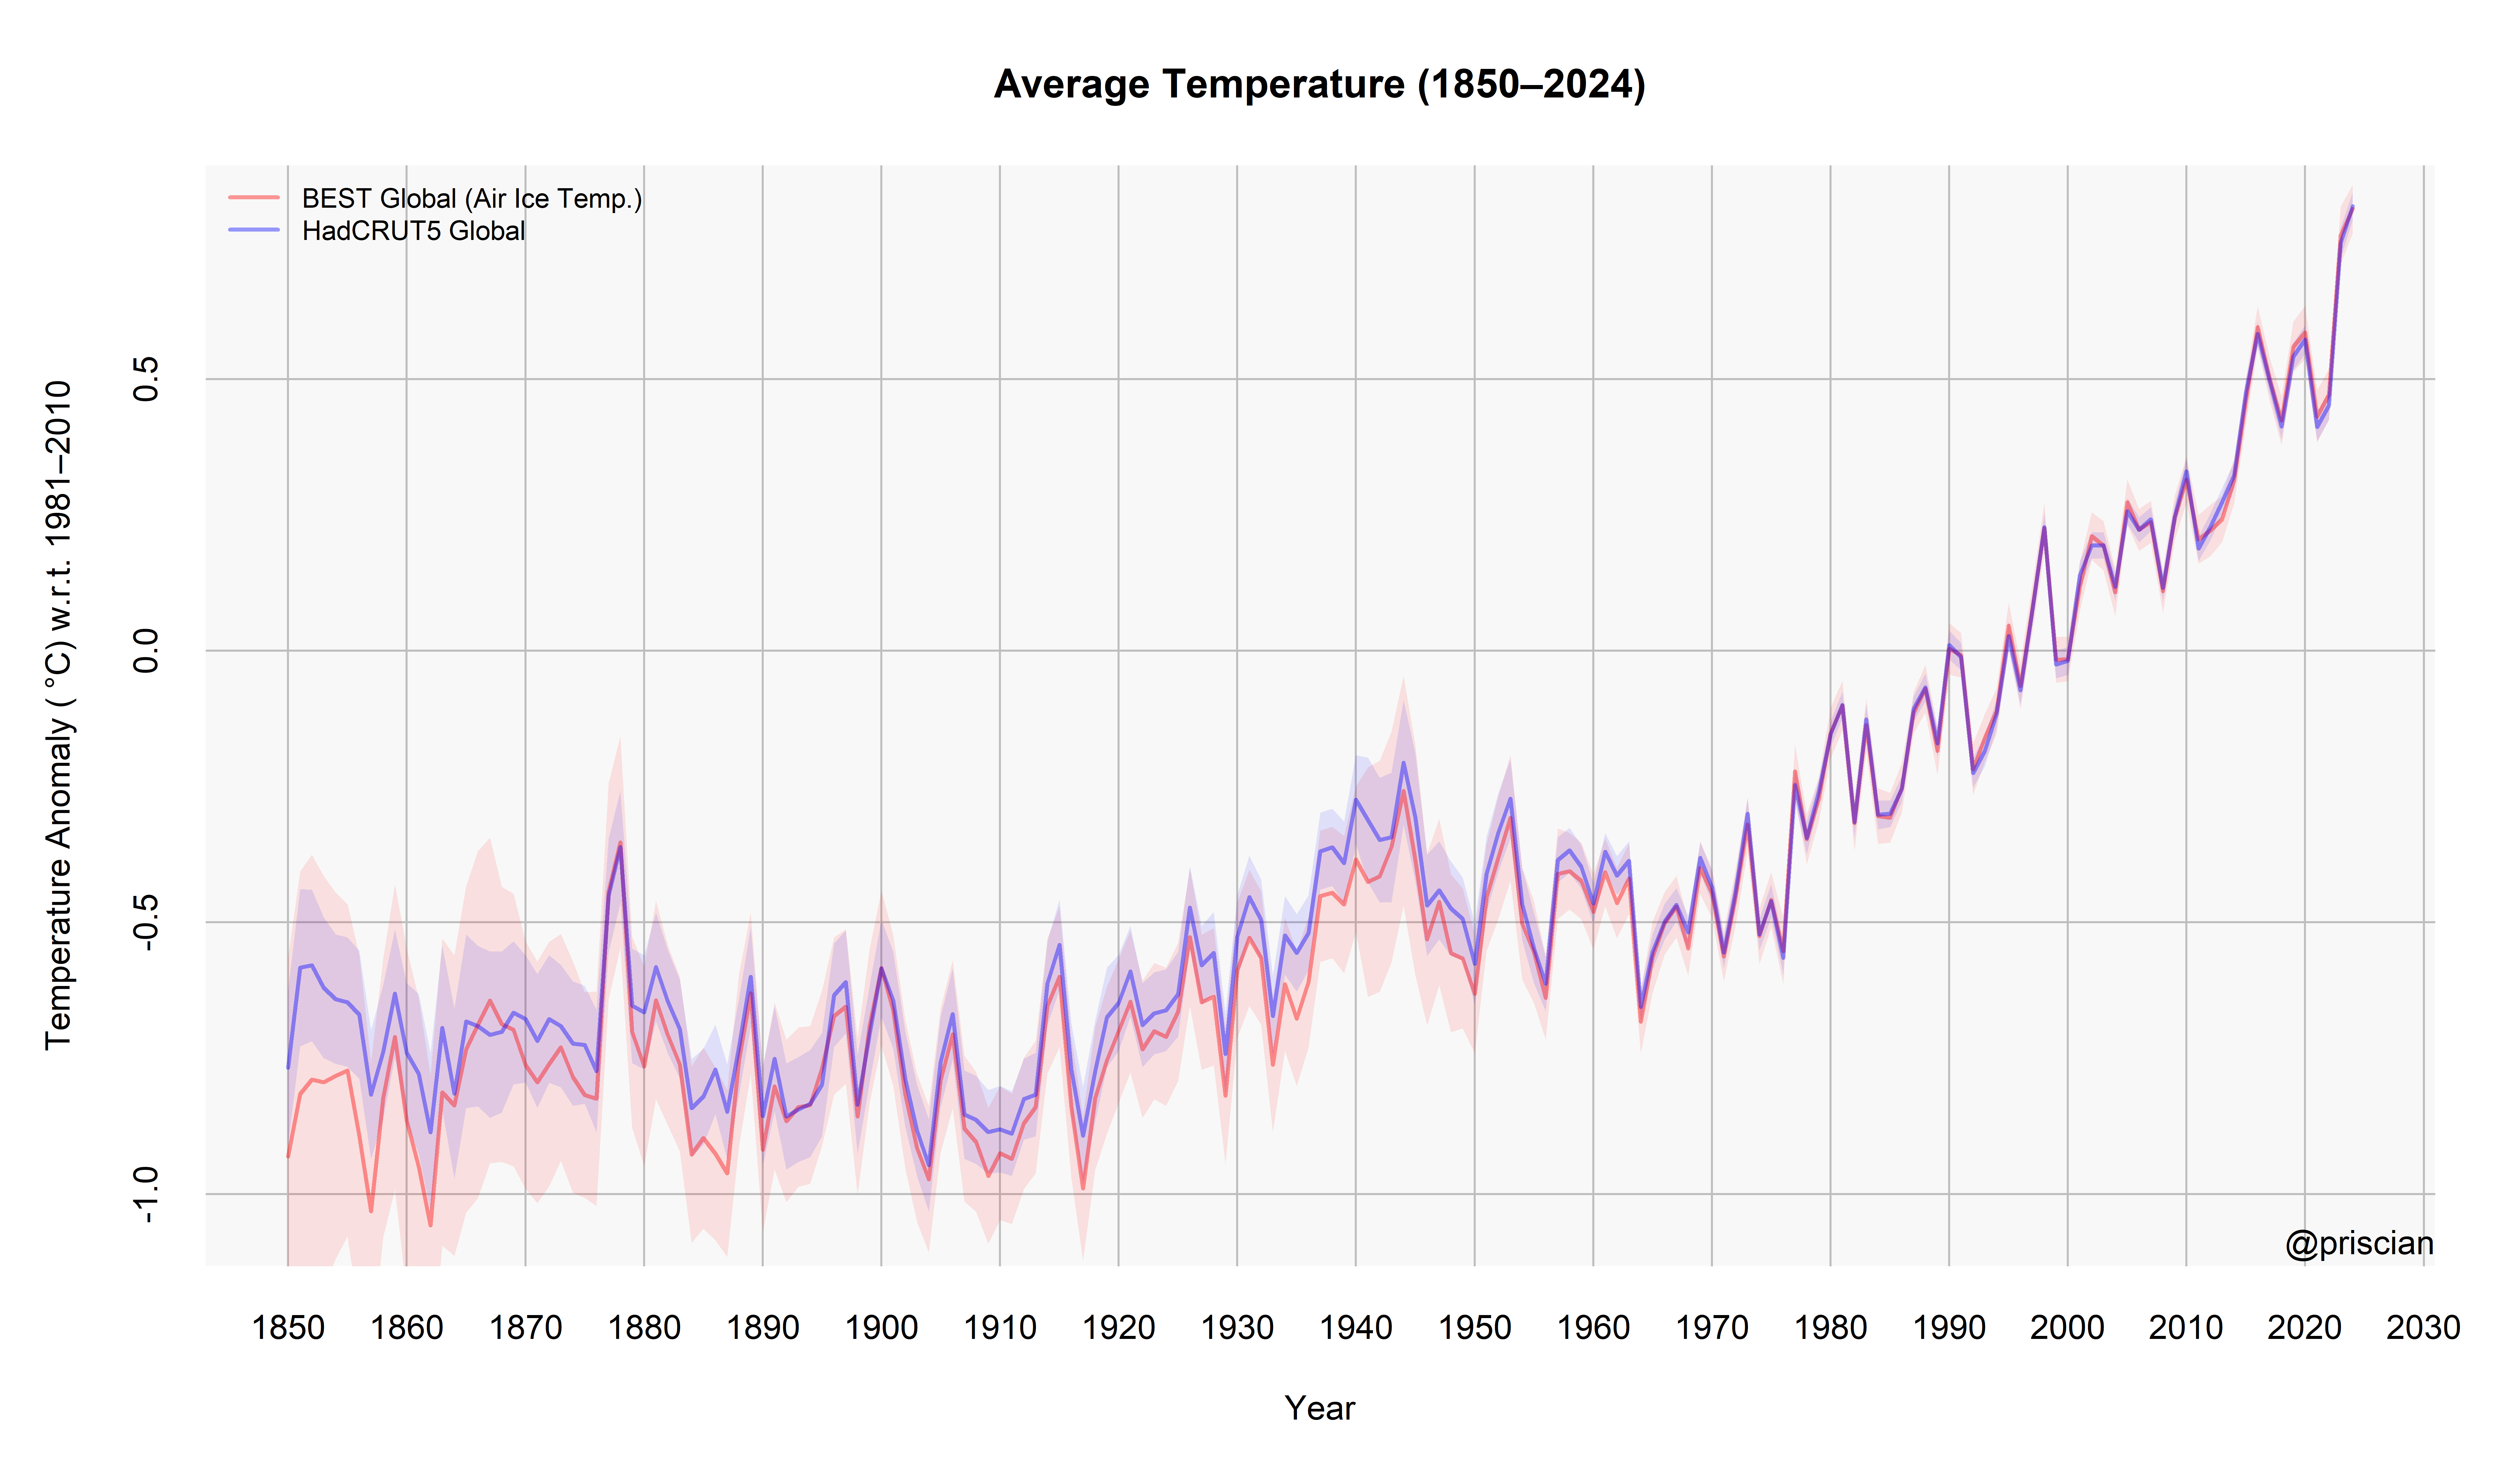 Average Temperature (1850–2024)
BEST Global (Air Ice Temp.)
HadCRUT5 Global
Temperature Anomaly (°C) w.r.t. 1981–2010
0.5
0.0
-0.5
-1.0
@priscian
1850 1860 1870 1880 1890 1900 1910 1920 1930 1940 1950 1960 1970 1980 1990 2000 2010 2020 2030
Year